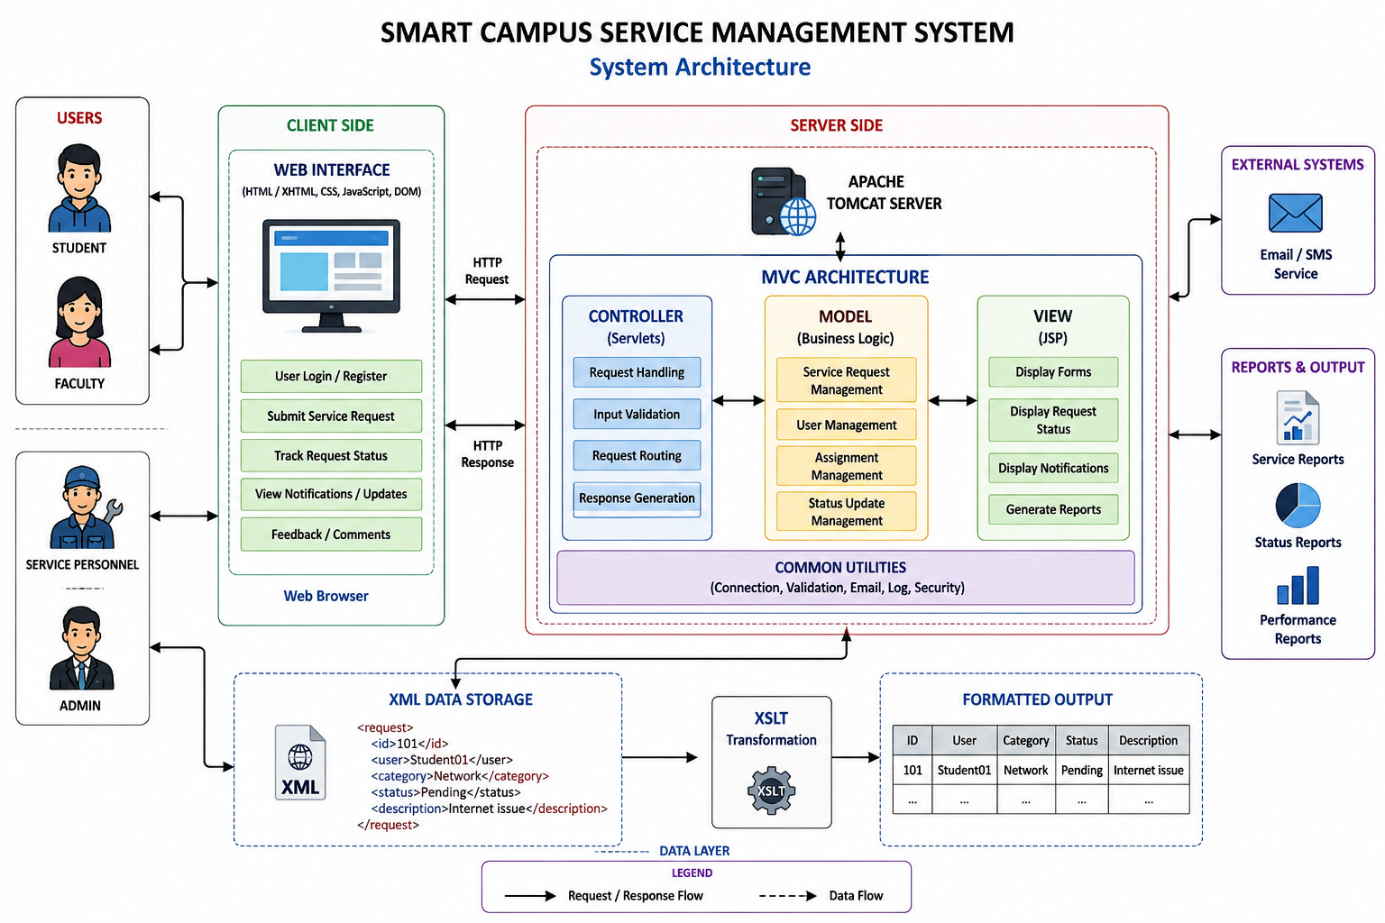 SMART CAMPUS SERVICE MANAGEMENT SYSTEM
System Architecture
USERS
STUDENT
FACULTY
SERVICE PERSONNEL
ADMIN
CLIENT SIDE
WEB INTERFACE
(HTML / XHTML, CSS, JavaScript, DOM)
User Login / Register
Submit Service Request
Track Request Status
View Notifications / Updates
Feedback / Comments
Web Browser
HTTP
Request
HTTP
Response
SERVER SIDE
APACHE
TOMCAT SERVER
MVC ARCHITECTURE
CONTROLLER
(Servlets)
Request Handling
Input Validation
Request Routing
Response Generation
MODEL
(Business Logic)
Service Request
Management
User Management
Assignment
Management
Status Update
Management
VIEW
(JSP)
Display Forms
Display Request
Status
Display Notifications
Generate Reports
COMMON UTILITIES
(Connection, Validation, Email, Log, Security)
EXTERNAL SYSTEMS
Email / SMS
Service
REPORTS & OUTPUT
Service Reports
Status Reports
Performance
Reports
XML DATA STORAGE
XML
<request>
<id>101</id>
<user>Student01</user>
<category>Network</category>
<status>Pending</status>
<description>Internet issue</description>
</request>
XSLT
Transformation
XSLT
FORMATTED OUTPUT
ID User Category Status Description
101 Student01 Network Pending Internet issue
... ... ... ... ...
DATA LAYER
LEGEND
Request / Response Flow
Data Flow